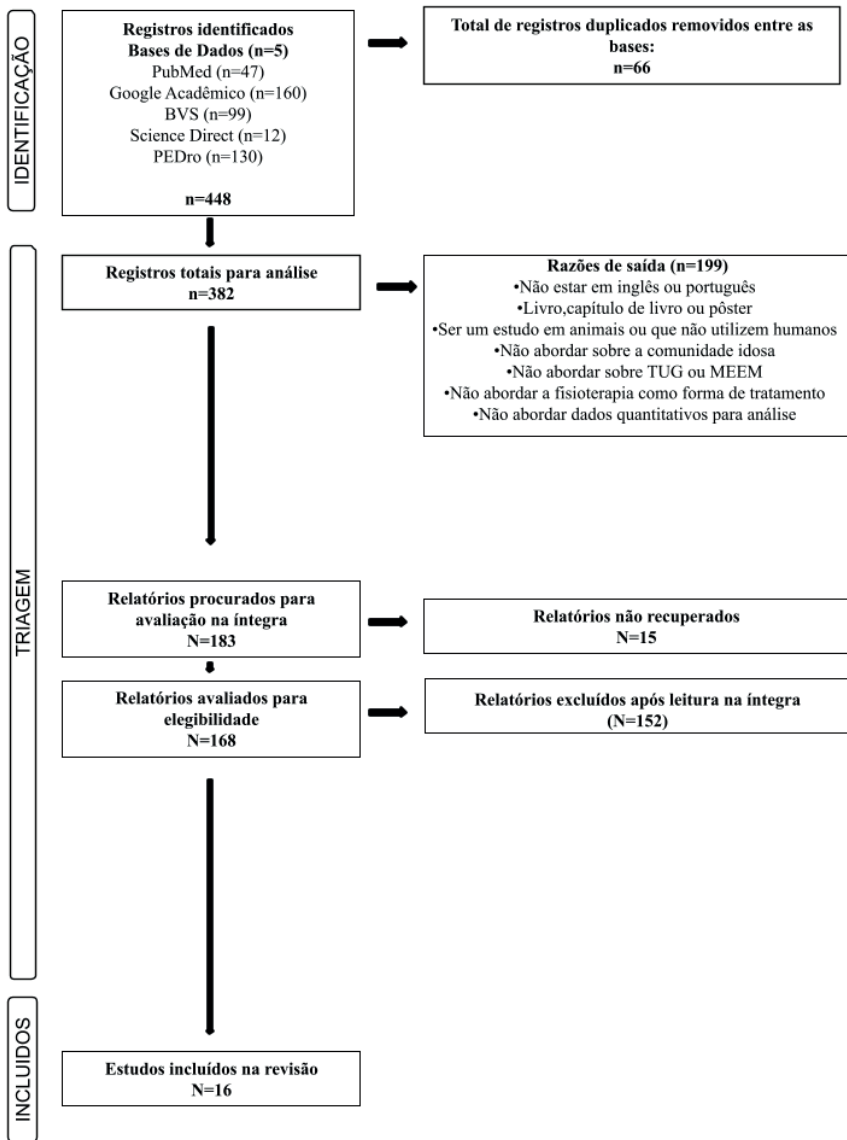 IDENTIFICAÇÃO
Registros identificados
Bases de Dados (n=5)
PubMed (n=47)
Google Acadêmico (n=160)
BVS (n=99)
Science Direct (n=12)
PEDro (n=130)
n=448
Total de registros duplicados removidos entre as
bases:
n=66
TRIAGEM
Registros totais para análise
n=382
Razões de saída (n=199)
•Não estar em inglês ou português
•Livro,capítulo de livro ou pôster
•Ser um estudo em animais ou que não utilizem humanos
•Não abordar sobre a comunidade idosa
•Não abordar sobre TUG ou MEEM
•Não abordar a fisioterapia como forma de tratamento
•Não abordar dados quantitativos para análise
Relatórios procurados para
avaliação na íntegra
N=183
Relatórios não recuperados
N=15
Relatórios avaliados para
elegibilidade
N=168
Relatórios excluídos após leitura na íntegra
(N=152)
INCLUIDOS
Estudos incluídos na revisão
N=16